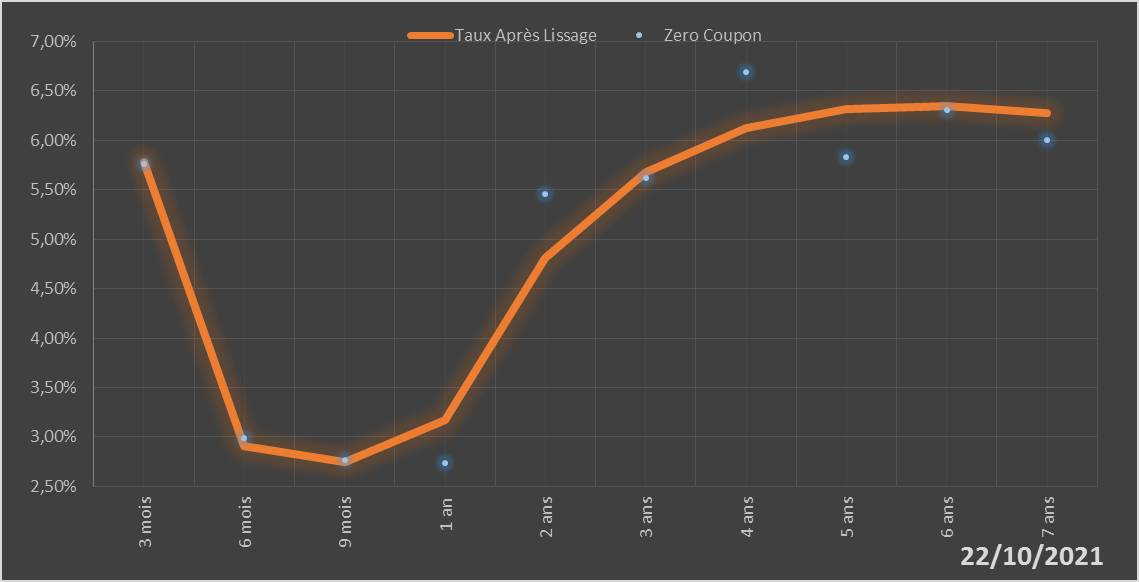 Taux Après Lissage Zero Coupon
7,00%
6,50%
6,00%
5,50%
5,00%
4,50%
4,00%
3,50%
3,00%
2,50%
3 mois
6 mois
9 mois
1 an
2 ans
3 ans
4 ans
5 ans
6 ans
7 ans
22/10/2021